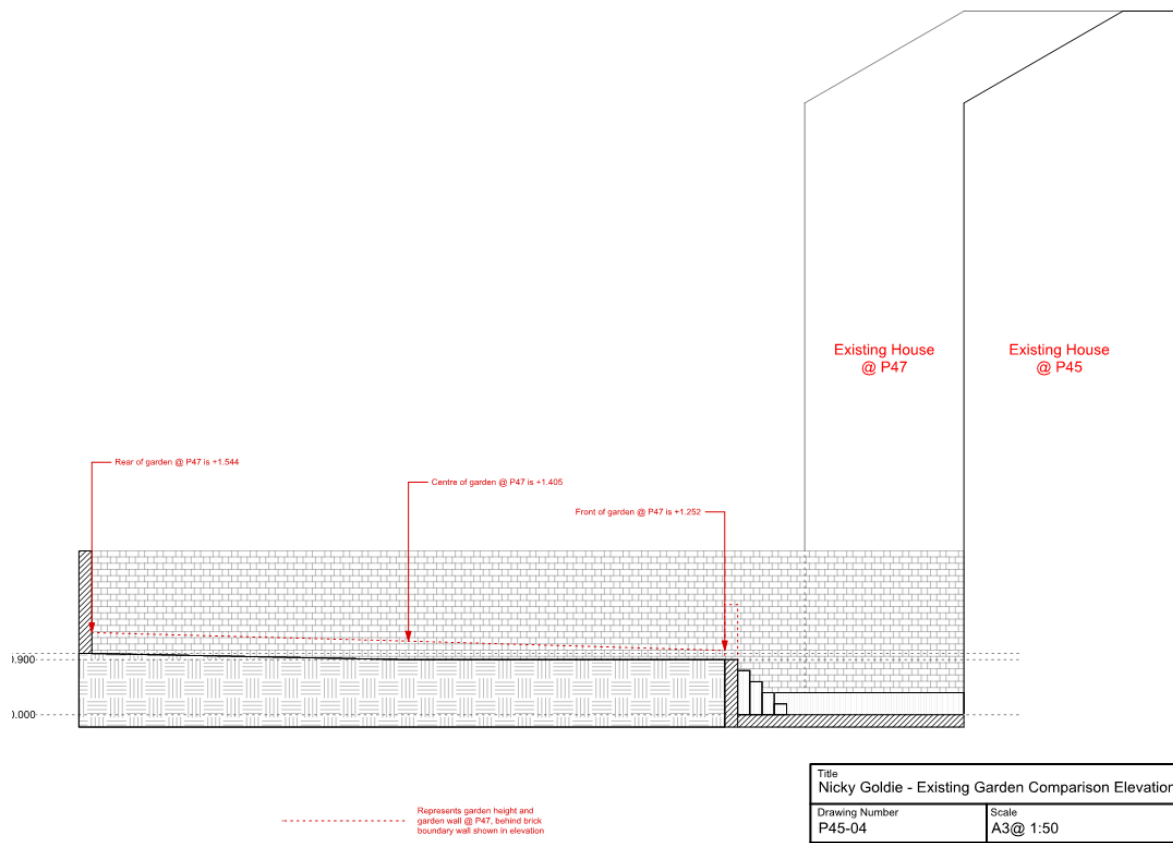 Existing House
@ P47
Existing House
@ P45
Rear of garden @ P47 is +1.544
Centre of garden @ P47 is +1.405
Front of garden @ P47 is +1.252
.900
.000
Represents garden height and
garden wall @ P47, behind brick
boundary wall shown in elevation
Title
Nicky Goldie - Existing Garden Comparison Elevation
Drawing Number
P45-04
Scale
A3@ 1:50